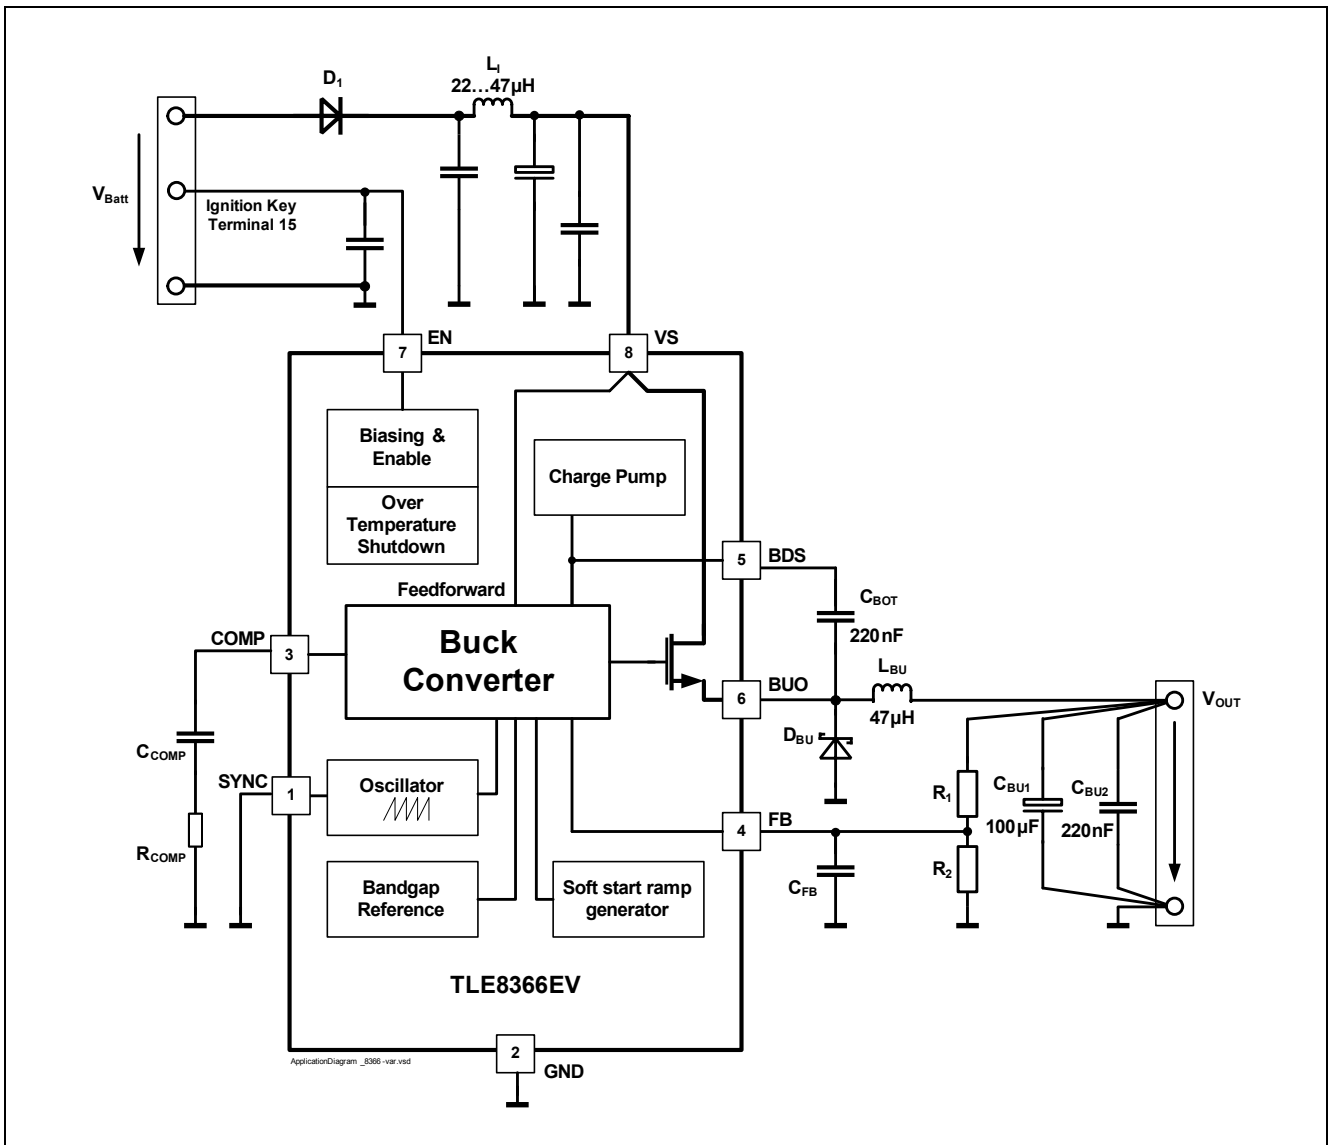 D1
LI
22…47µH
VBatt
Ignition Key
Terminal 15
EN
VS
7
8
Biasing &
Enable
Over
Temperature
Shutdown
Charge Pump
5
BDS
Feedforward
CBOT
220nF
COMP
3
Buck
Converter
LBU
47µH
6
BUO
VOUT
DBU
CCOMP
RCOMP
SYNC
1
Oscillator
4
FB
R1
CBU1
100µF
CBU2
220nF
R2
CFB
Bandgap
Reference
Soft start ramp
generator
TLE8366EV
ApplicationDiagram _8366-var.vsd
2
GND